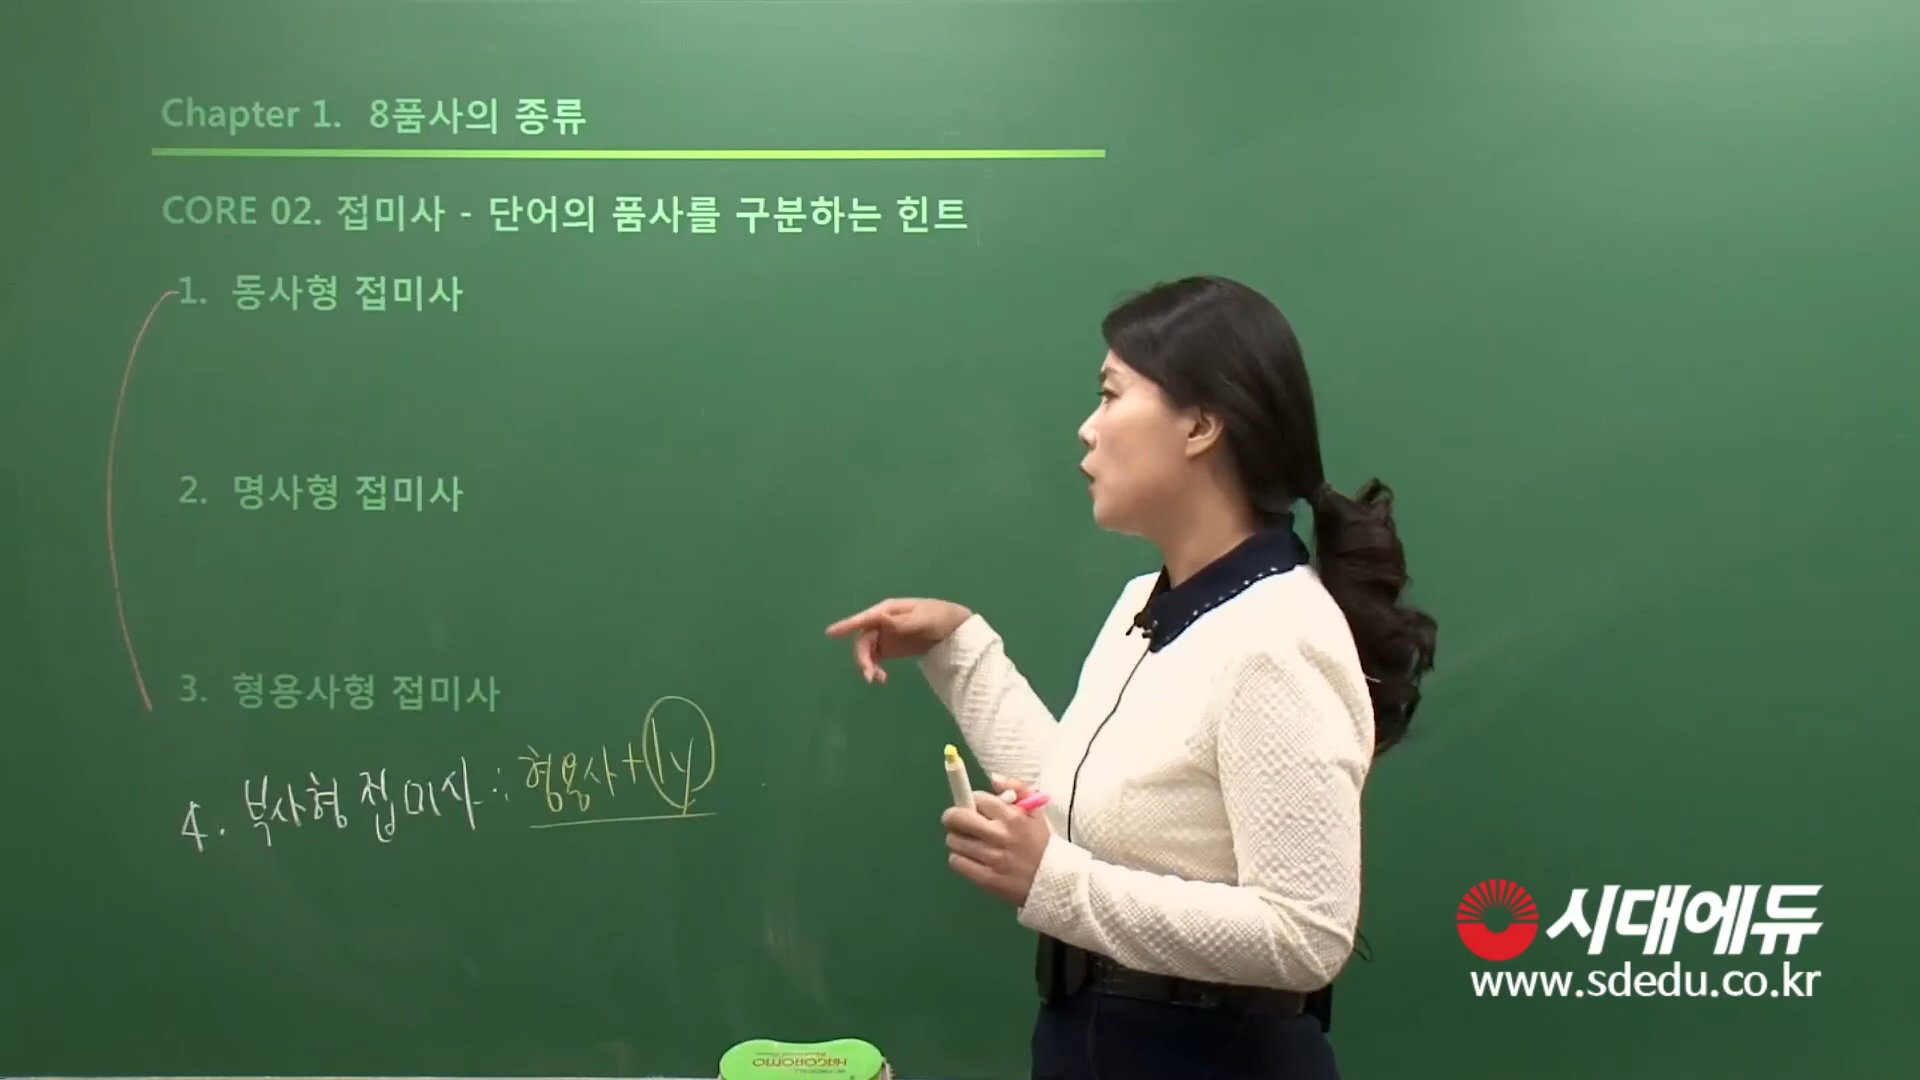 Chapter 1. 8품사의 종류
CORE 02. 접미사 - 단어의 품사를 구분하는 힌트
1. 동사형 접미사
2. 명사형 접미사
3. 형용사형 접미사
4. 부사형 접미사 : 형용사+ly
시대에듀
www.sdedu.co.kr
HAGOROMO